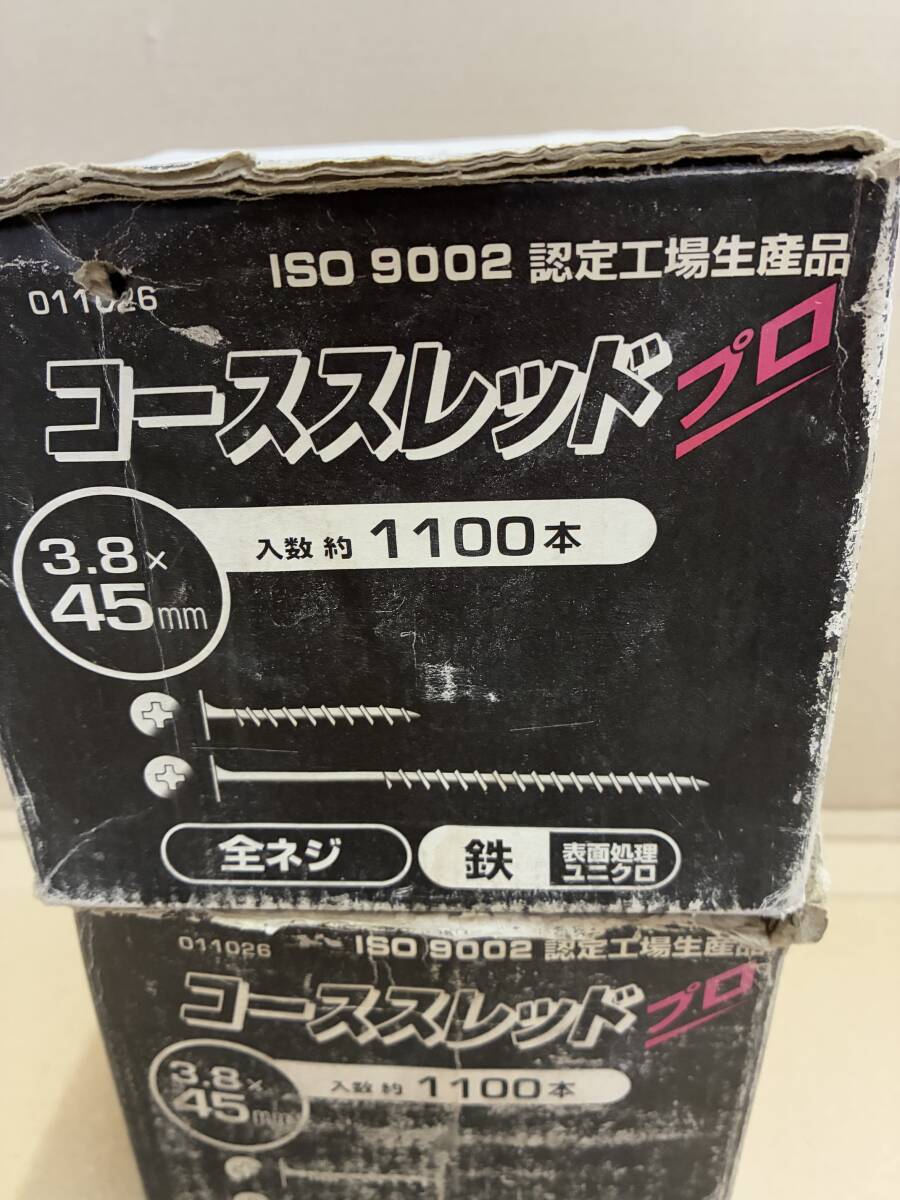 ISO 9002 認定工場生産品
011026
コーススレッド プロ
3.8×
45mm
入数 約 1100本
全ネジ
鉄
表面処理
ユニクロ
011026
ISO 9002 認定工場生産品
コーススレッド プロ
3.8×
45mm
入数 約 1100本